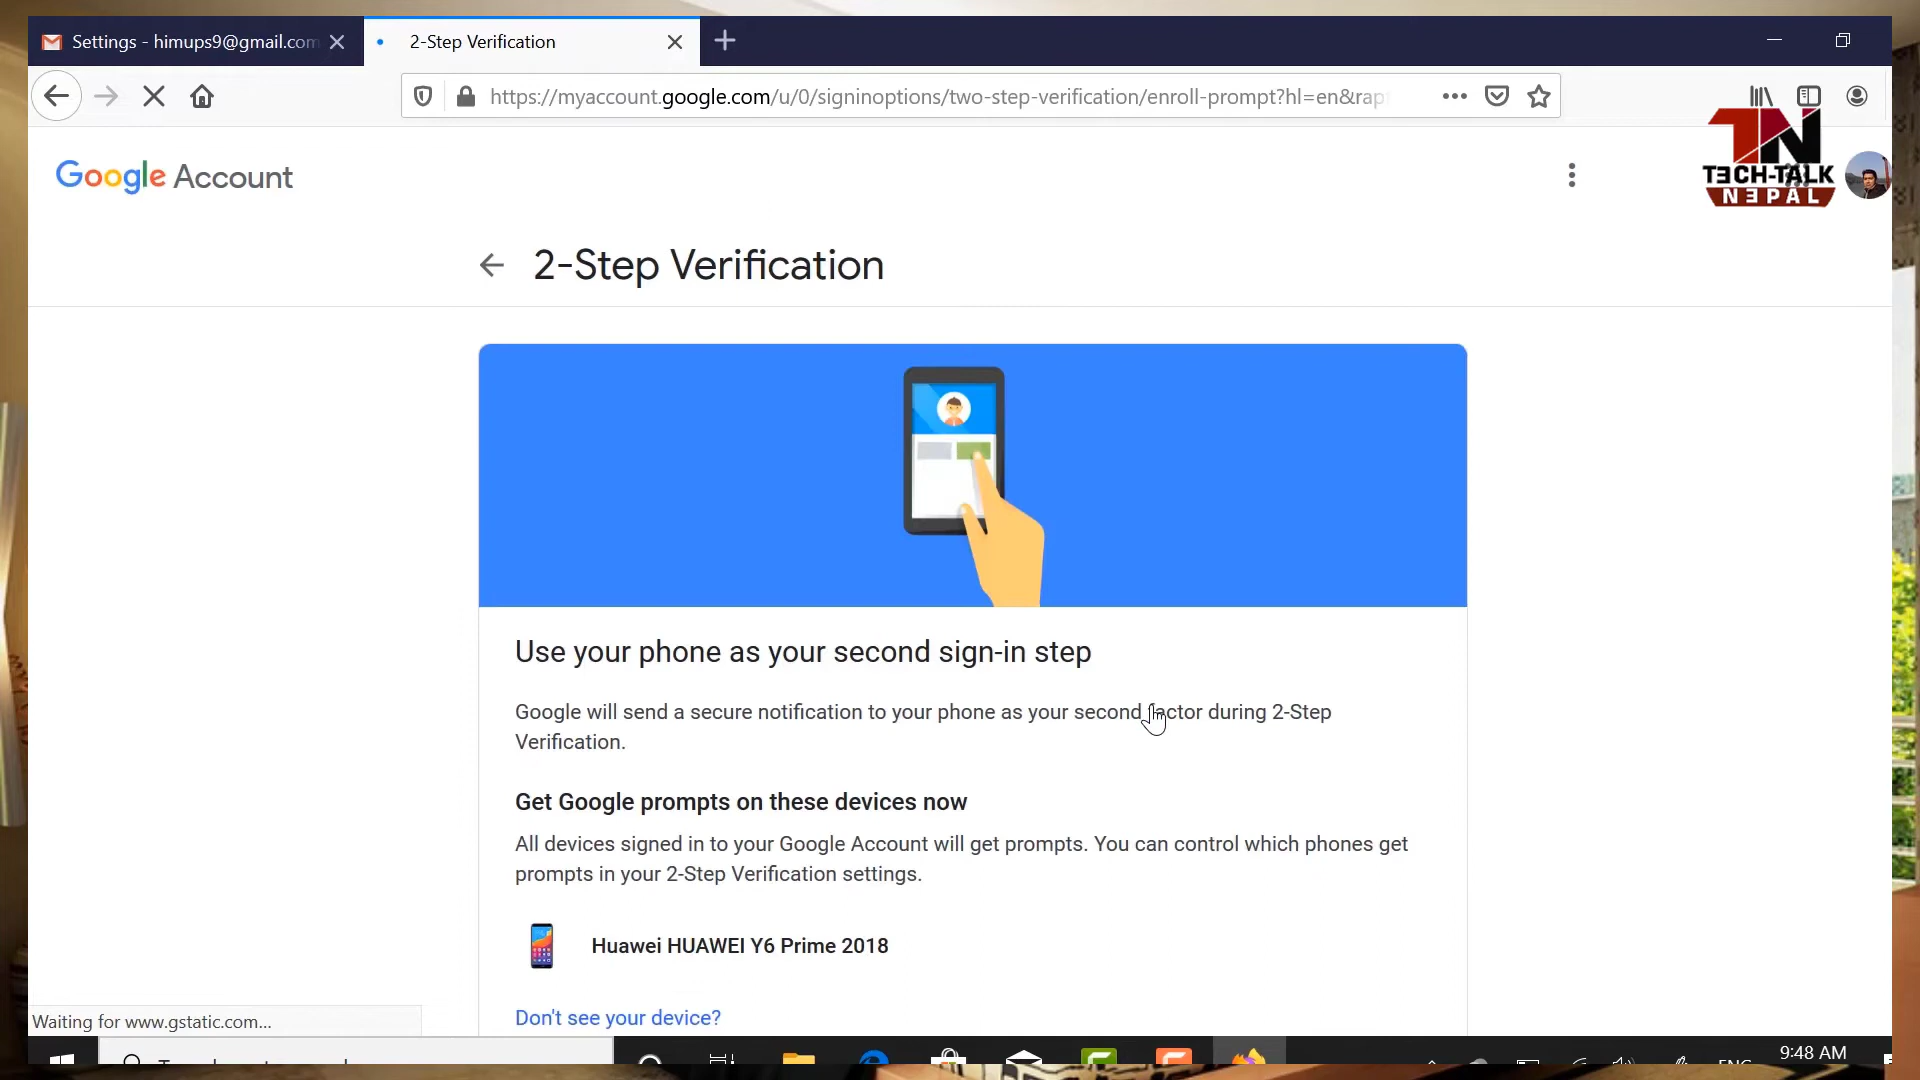 Settings - himups9@gmail.com
2-Step Verification
https://myaccount.google.com/u/0/signinoptions/two-step-verification/enroll-prompt?hl=en&rap
TN
TECH-TALK
NEPAL
Google Account
2-Step Verification
Use your phone as your second sign-in step
Google will send a secure notification to your phone as your second factor during 2-Step
Verification.
Get Google prompts on these devices now
All devices signed in to your Google Account will get prompts. You can control which phones get
prompts in your 2-Step Verification settings.
Huawei HUAWEI Y6 Prime 2018
Don't see your device?
Waiting for www.gstatic.com...
ENG
9:48 AM